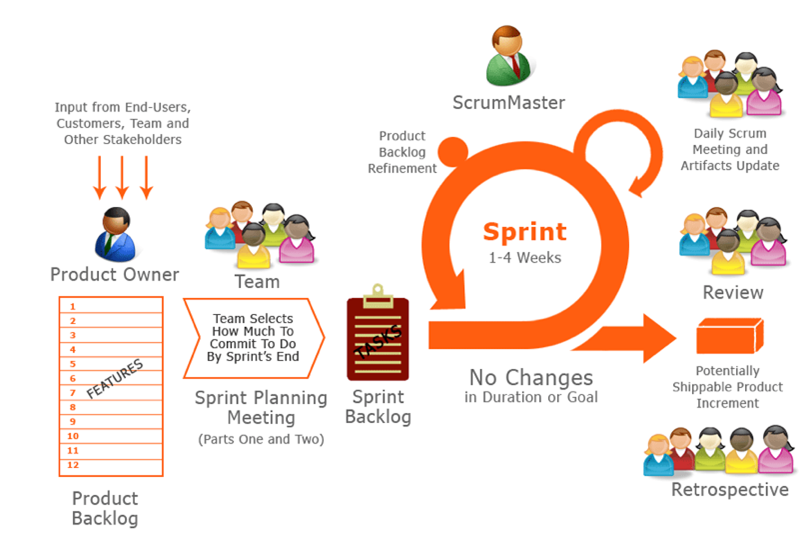 Input from End-Users,
Customers, Team and
Other Stakeholders
Product Owner
1
2
3
4
5
6
7
8
9
10
11
12
FEATURES
Product
Backlog
Team
Team Selects
How Much To
Commit To Do
By Sprint's End
Sprint Planning
Meeting
(Parts One and Two)
TASKS
Sprint
Backlog
ScrumMaster
Product
Backlog
Refinement
Sprint
1-4 Weeks
No Changes
in Duration or Goal
Daily Scrum
Meeting and
Artifacts Update
Review
Potentially
Shippable Product
Increment
Retrospective